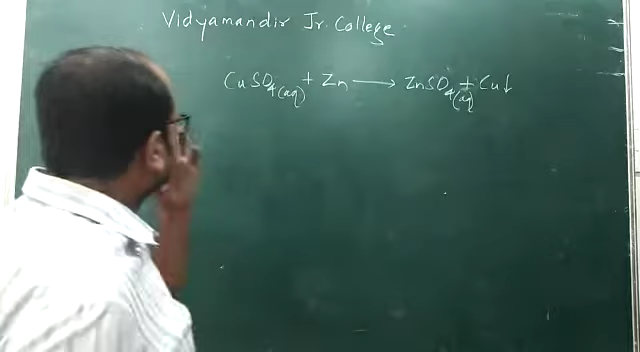 Vidyamandir Jr. College
CuSO₄(aq) + Zn ⟶ ZnSO₄(aq) + Cu↓